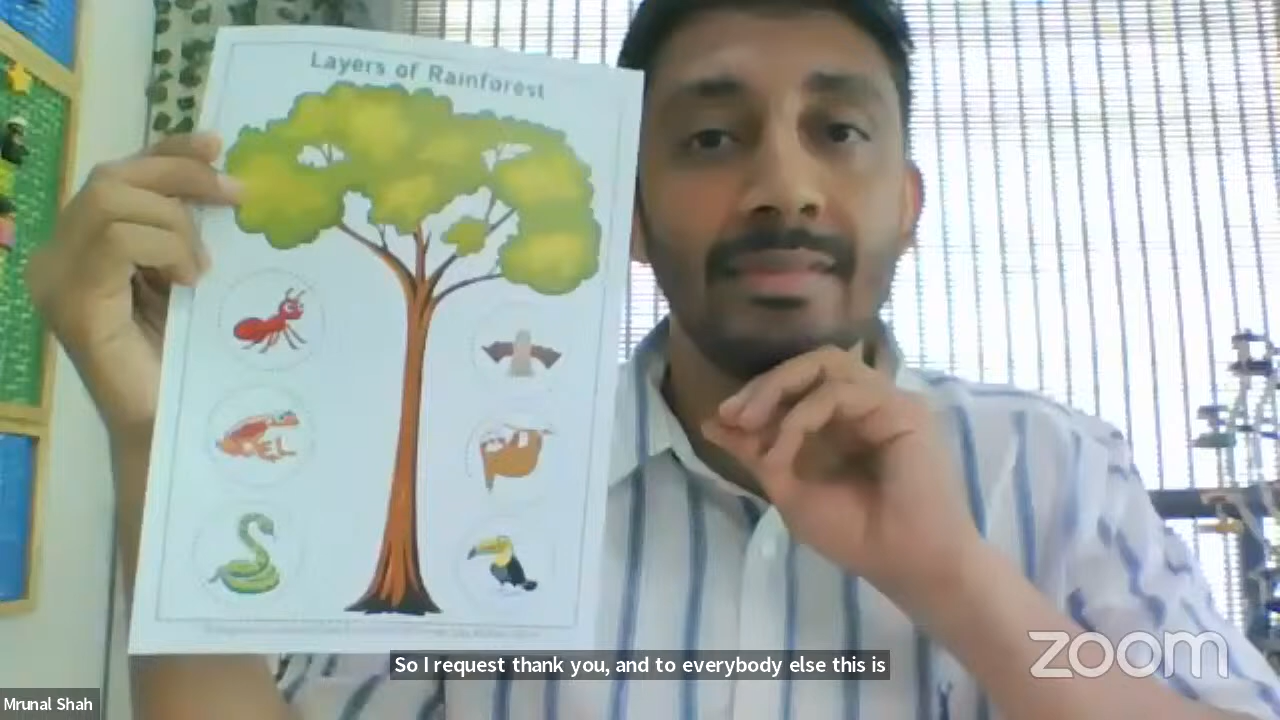 Layers of Rainforest
So I request thank you, and to everybody else this is
zoom
Mrunal Shah